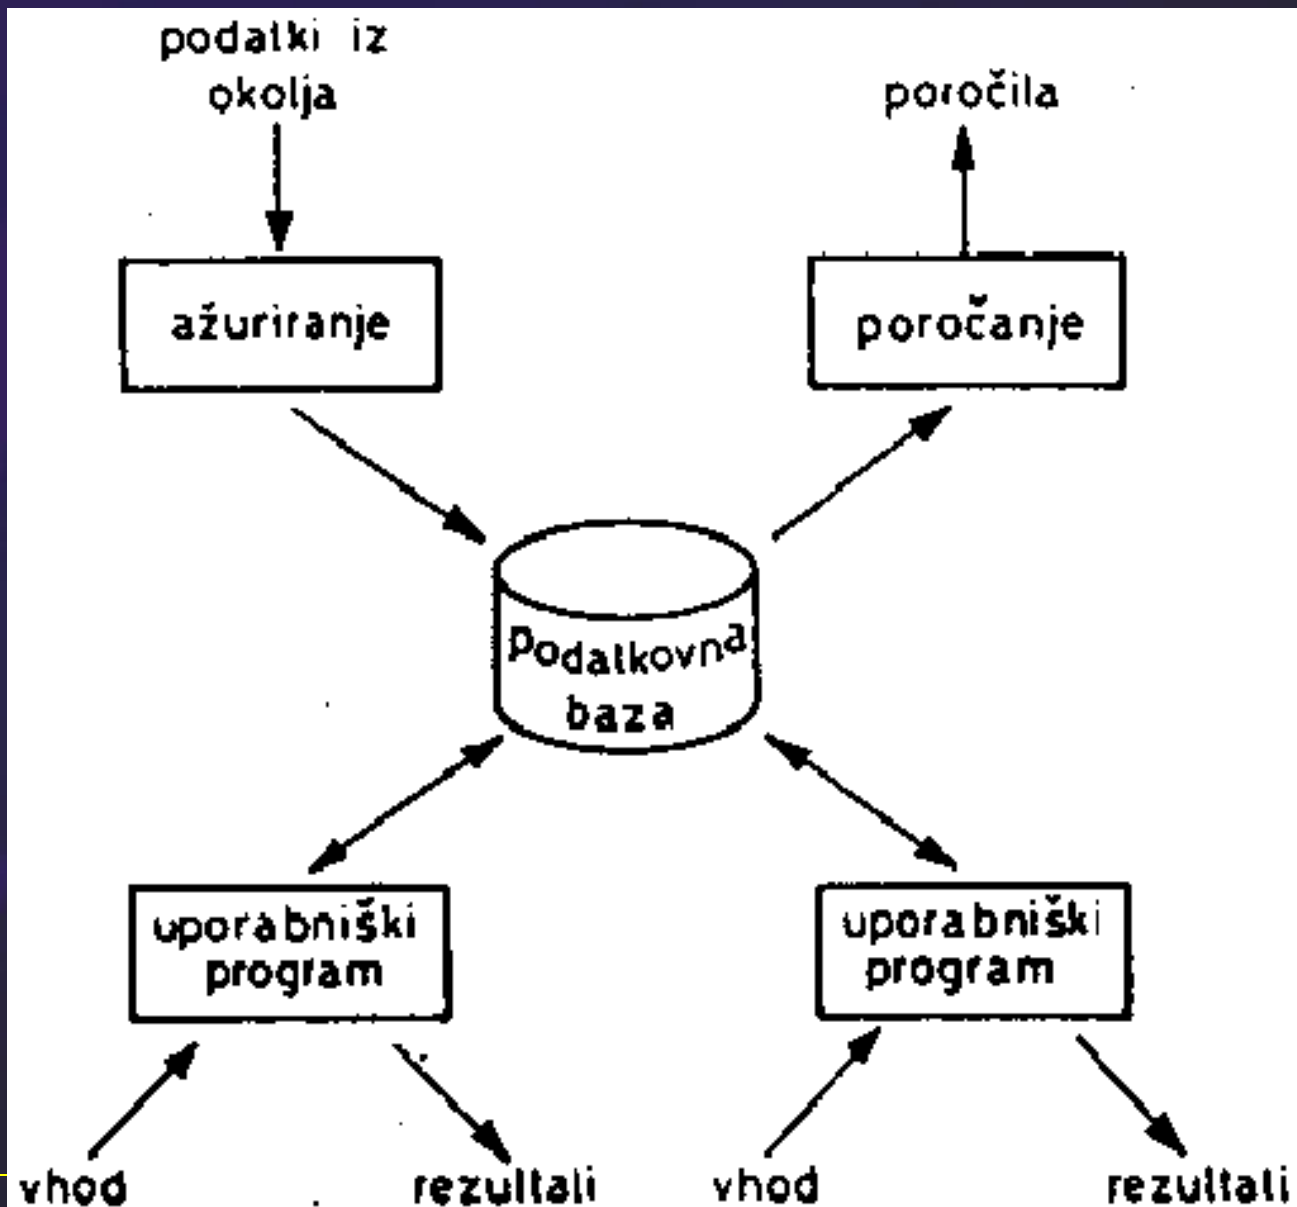 podatki iz
okolja
poročila
ažuriranje
poročanje
podatkovna
baza
uporabniški
program
uporabniški
program
vhod
rezultati
vhod
rezultati